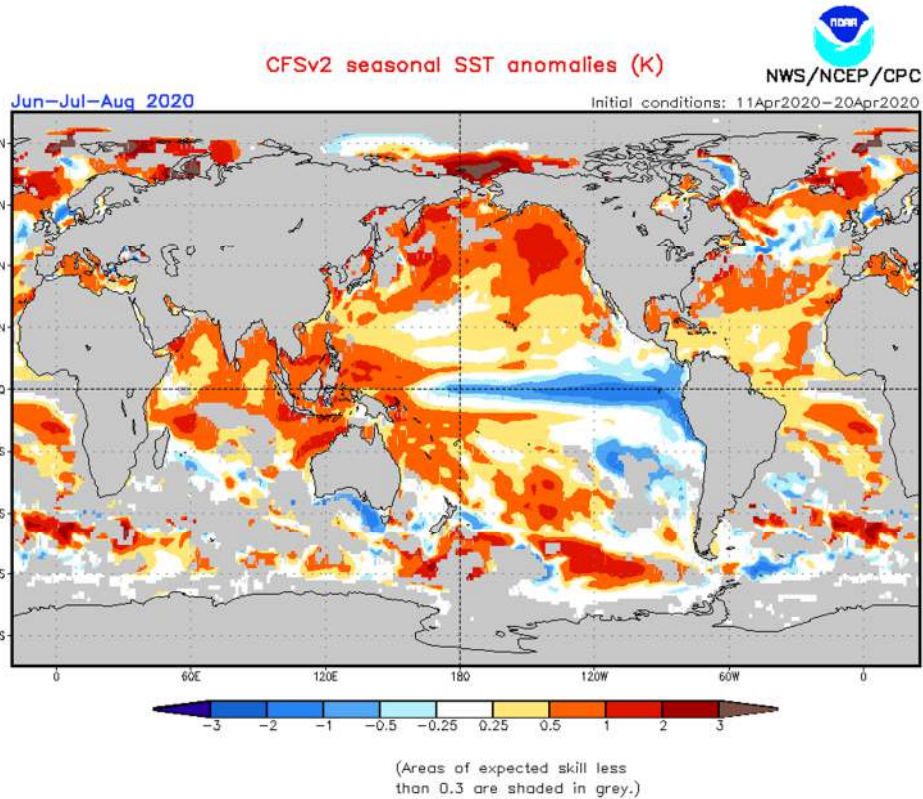 NOAA
CFSv2 seasonal SST anomalies (K)
NWS/NCEP/CPC
Jun-Jul-Aug 2020
Initial conditions: 11Apr2020-20Apr2020
N
N
N
N
Q
S
S
S
S
0
60E
120E
180
120W
60W
0
-3 -2 -1 -0.5 -0.25 0.25 0.5 1 2 3
(Areas of expected skill less
than 0.3 are shaded in grey.)